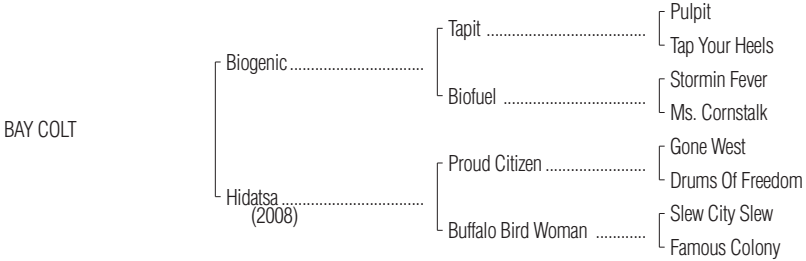 Pulpit
Tapit ................................
Tap Your Heels
Biogenic ...........................
Stormin Fever
Biofuel .............................
Ms. Cornstalk
BAY COLT
Gone West
Proud Citizen ....................
Drums Of Freedom
Hidatsa .............................
(2008)
Slew City Slew
Buffalo Bird Woman ..........
Famous Colony